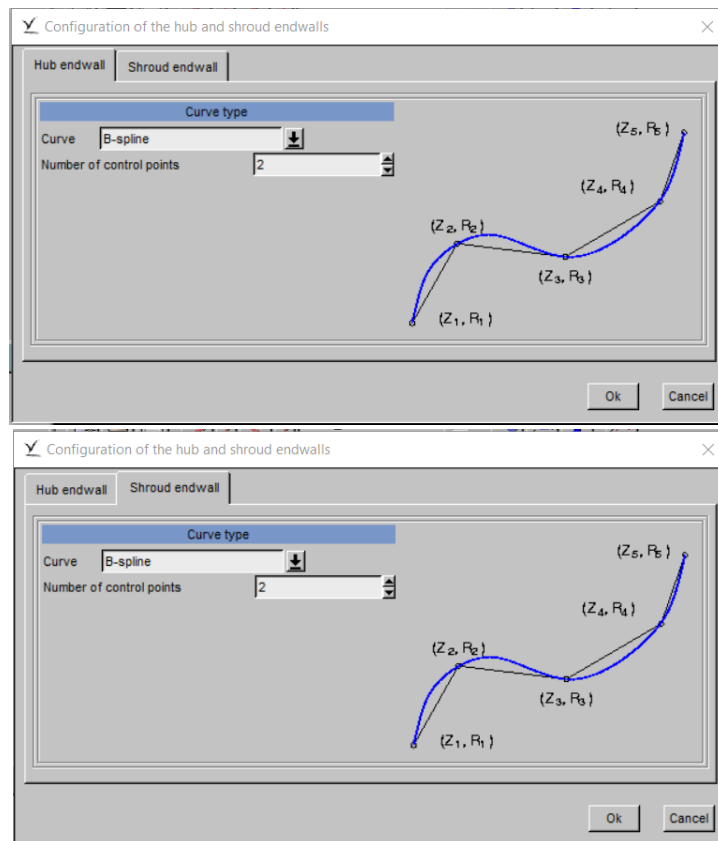 Configuration of the hub and shroud endwalls
Hub endwall Shroud endwall
Curve type
Curve B-spline
Number of control points 2
(Z5, R5)
(Z4, R4)
(Z2, R2)
(Z3, R3)
(Z1, R1)
Ok Cancel
Configuration of the hub and shroud endwalls
Hub endwall Shroud endwall
Curve type
Curve B-spline
Number of control points 2
(Z5, R5)
(Z4, R4)
(Z2, R2)
(Z3, R3)
(Z1, R1)
Ok Cancel